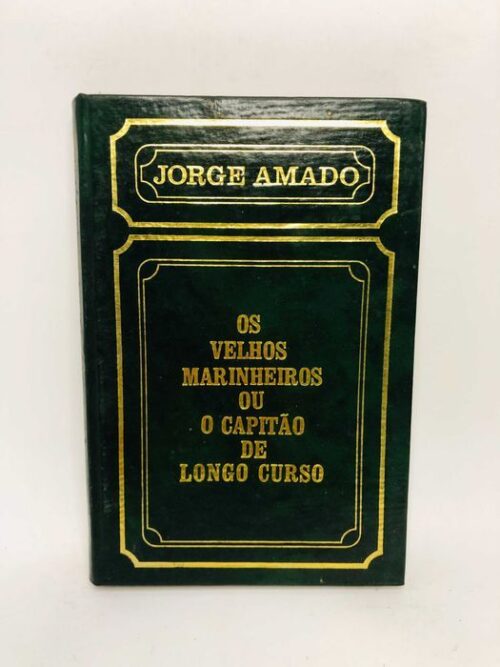 JORGE AMADO
OS
VELHOS
MARINHEIROS
OU
O CAPITÃO
DE
LONGO CURSO